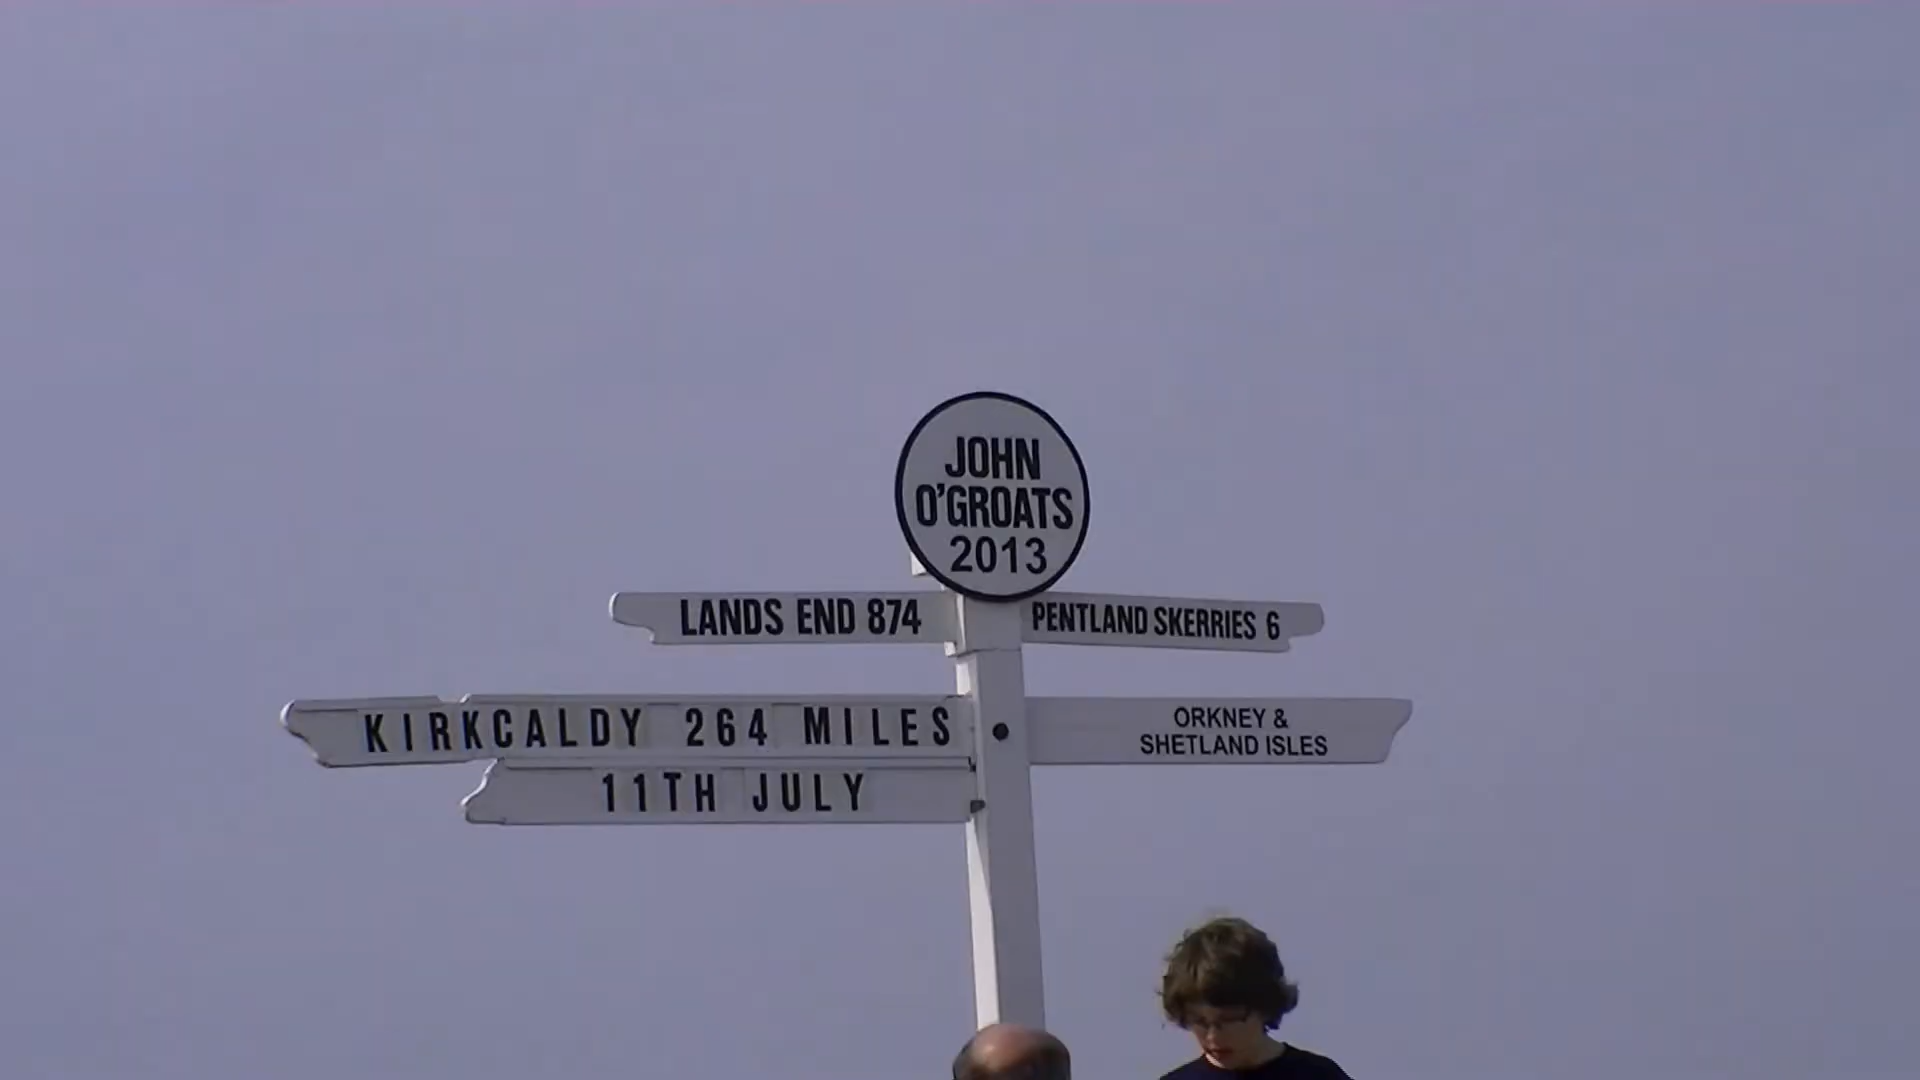 JOHN
O'GROATS
2013
LANDS END 874
PENTLAND SKERRIES 6
KIRKCALDY 264 MILES
ORKNEY &
SHETLAND ISLES
11TH JULY